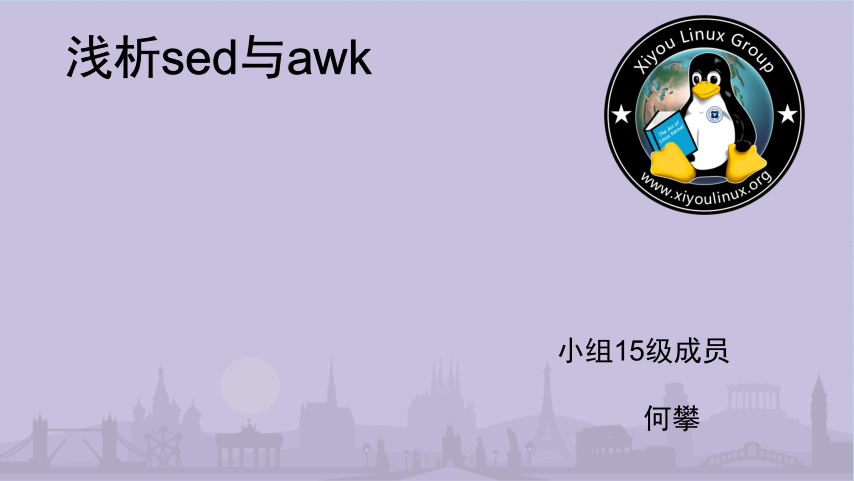 浅析sed与awk
Xiyou Linux Group
The Art of
Linux Kernel
www.xiyoulinux.org
小组15级成员
何攀